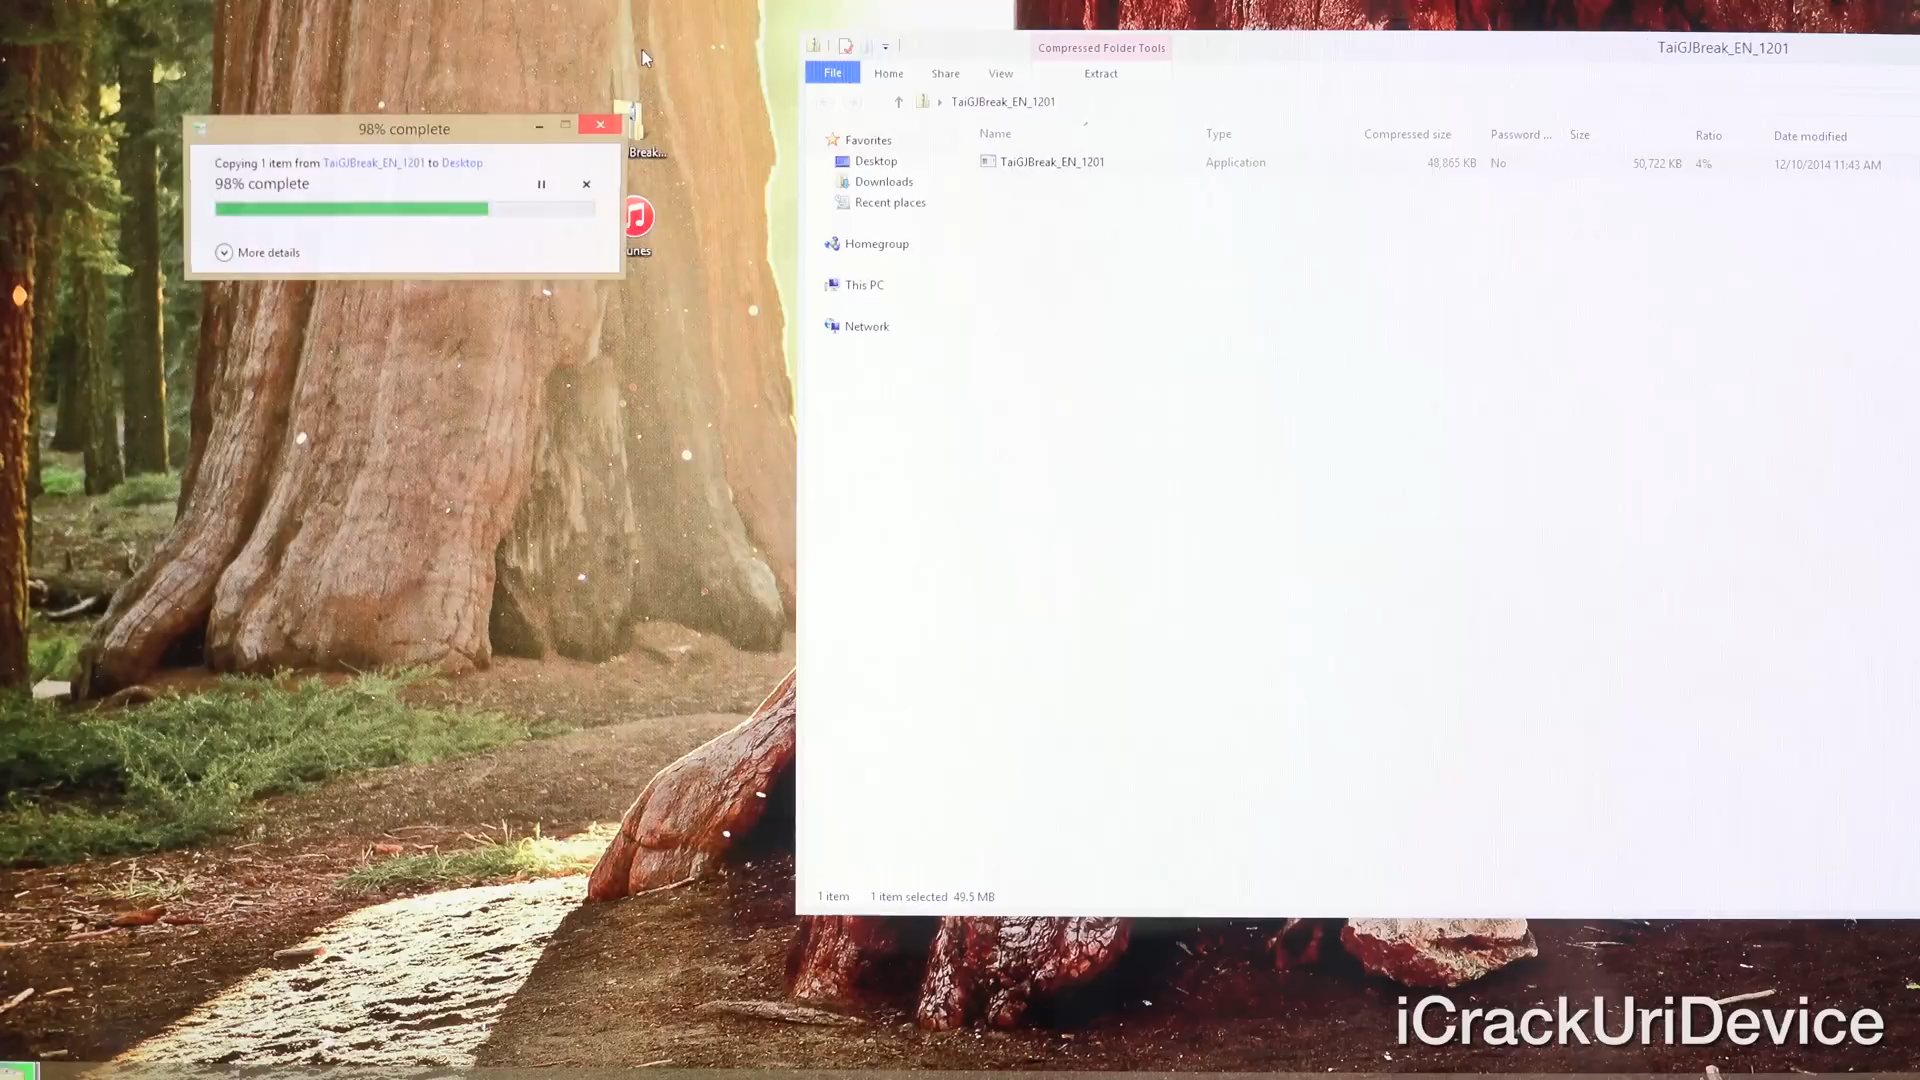 98% complete
Copying 1 item from TaiGJBreak_EN_1201 to Desktop
98% complete
More details
Break...
unes
Compressed Folder Tools
TaiGJBreak_EN_1201
File
Home
Share
View
Extract
TaiGJBreak_EN_1201
Name
Type
Compressed size
Password ...
Size
Ratio
Date modified
TaiGJBreak_EN_1201
Application
48,865 KB
No
50,722 KB
4%
12/10/2014 11:43 AM
Favorites
Desktop
Downloads
Recent places
Homegroup
This PC
Network
1 item
1 item selected 49.5 MB
iCrackUriDevice